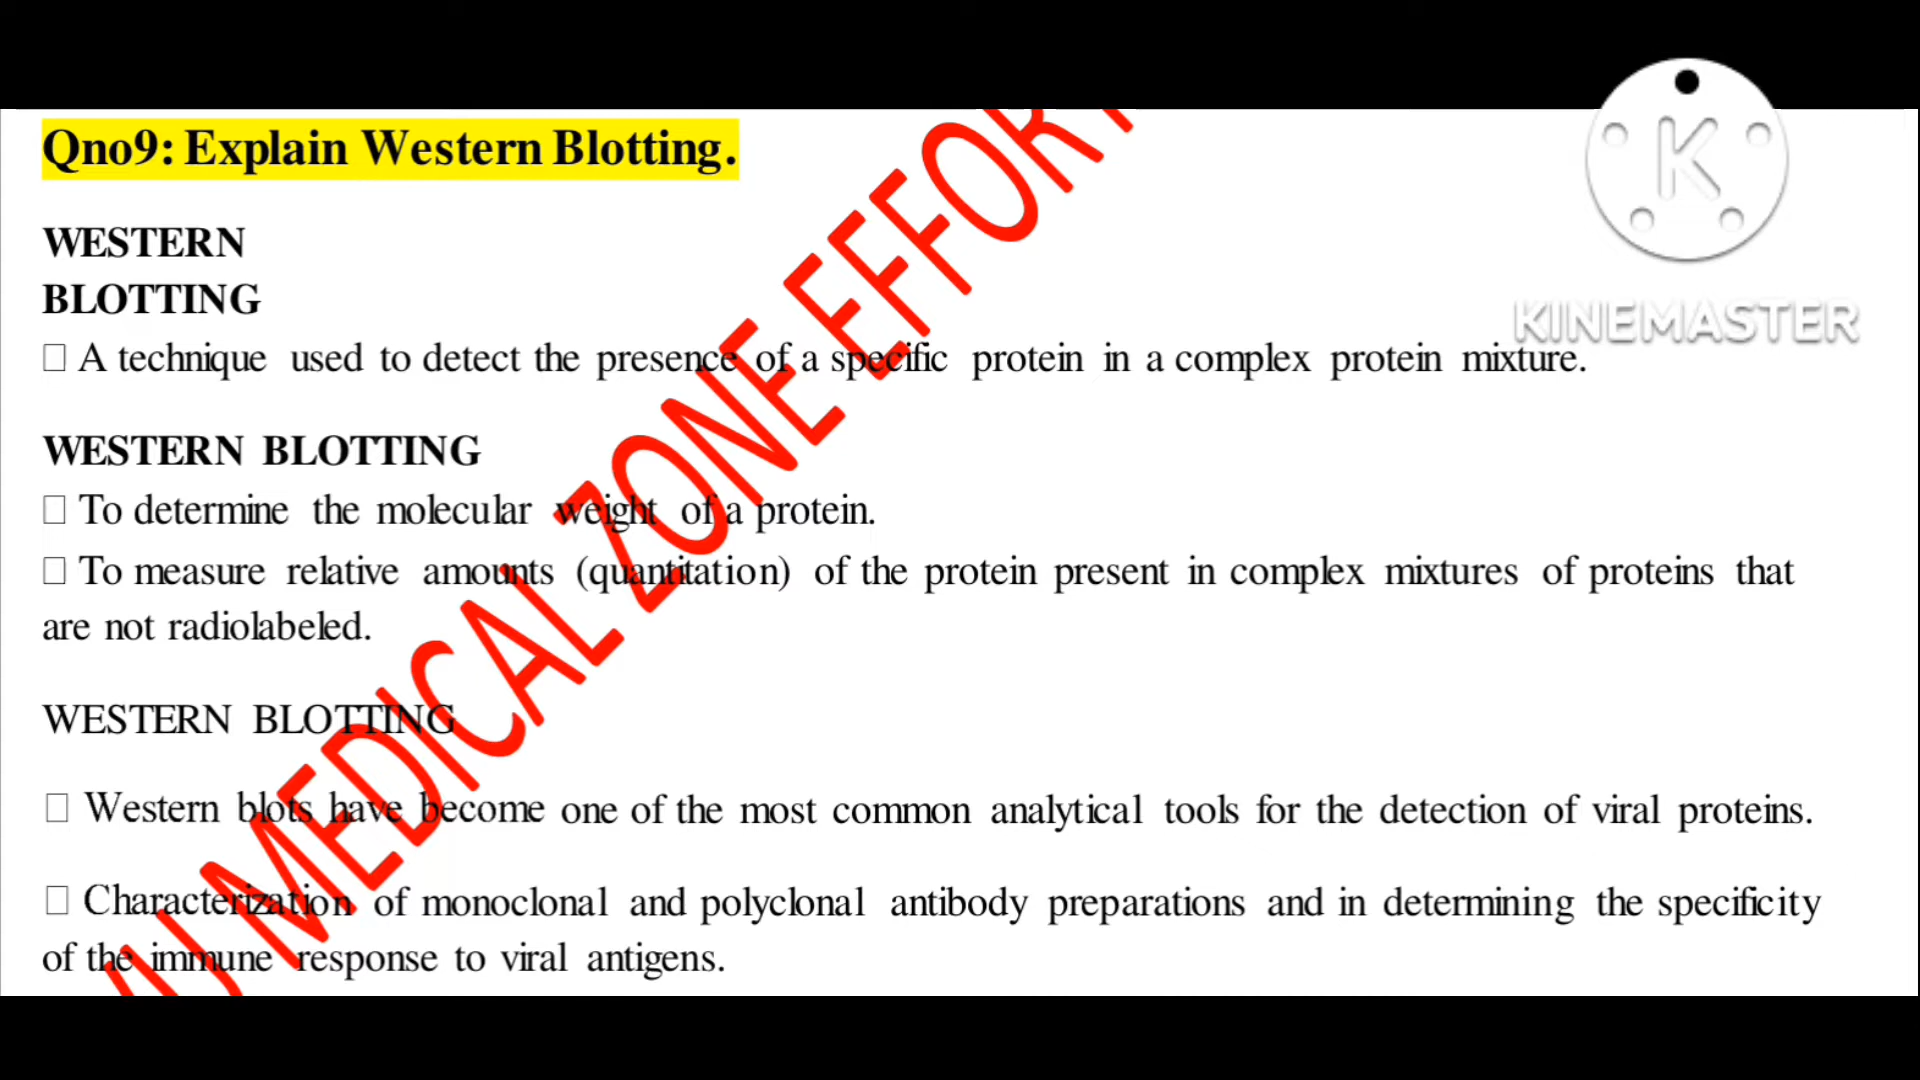 Qno9: Explain Western Blotting.
WESTERN
BLOTTING
□ A technique used to detect the presence of a specific protein in a complex protein mixture.
WESTERN BLOTTING
□ To determine the molecular weight of a protein.
□ To measure relative amounts (quantitation) of the protein present in complex mixtures of proteins that
are not radiolabeled.
WESTERN BLOTTING
□ Western blots have become one of the most common analytical tools for the detection of viral proteins.
□ Characterization of monoclonal and polyclonal antibody preparations and in determining the specificity
of the immune response to viral antigens.
MEDICAL ZONE EFFORT
K
KINEMASTER